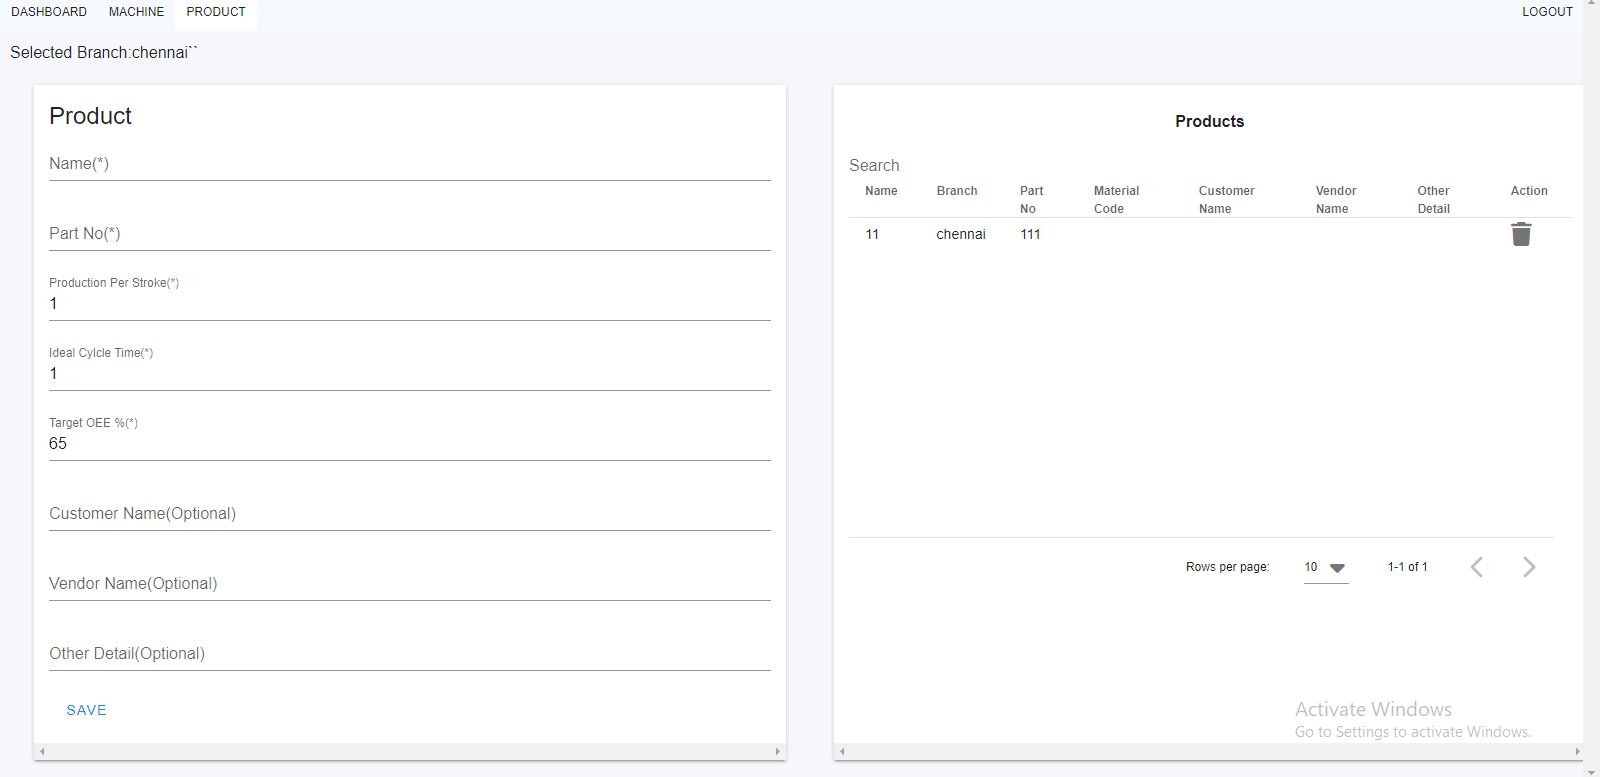 DASHBOARD MACHINE PRODUCT LOGOUT
Selected Branch:chennai``
Product
Name(*)
Part No(*)
Production Per Stroke(*)
1
Ideal Cylcle Time(*)
1
Target OEE %(*)
65
Customer Name(Optional)
Vendor Name(Optional)
Other Detail(Optional)
SAVE
Products
Search
Name Branch Part Material Customer Vendor Other Action
No Code Name Name Detail
11 chennai 111
Rows per page: 10 1-1 of 1
Activate Windows
Go to Settings to activate Windows.